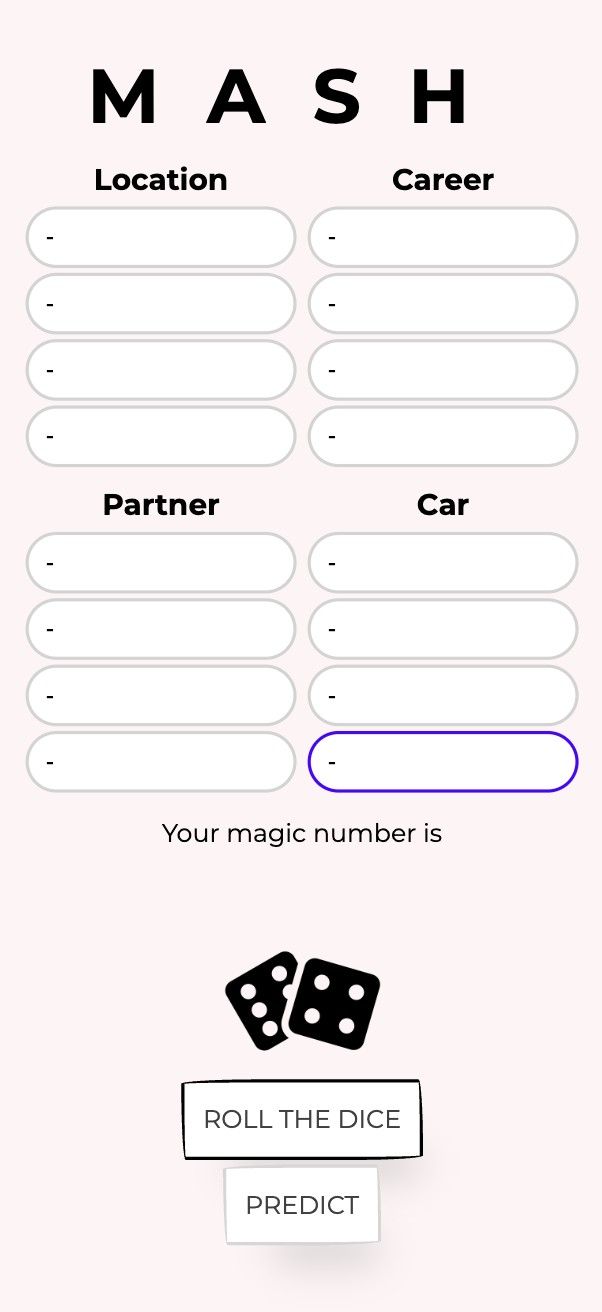 M A S H
Location Career
- -
- -
- -
- -
Partner Car
- -
- -
- -
- -
Your magic number is
ROLL THE DICE
PREDICT